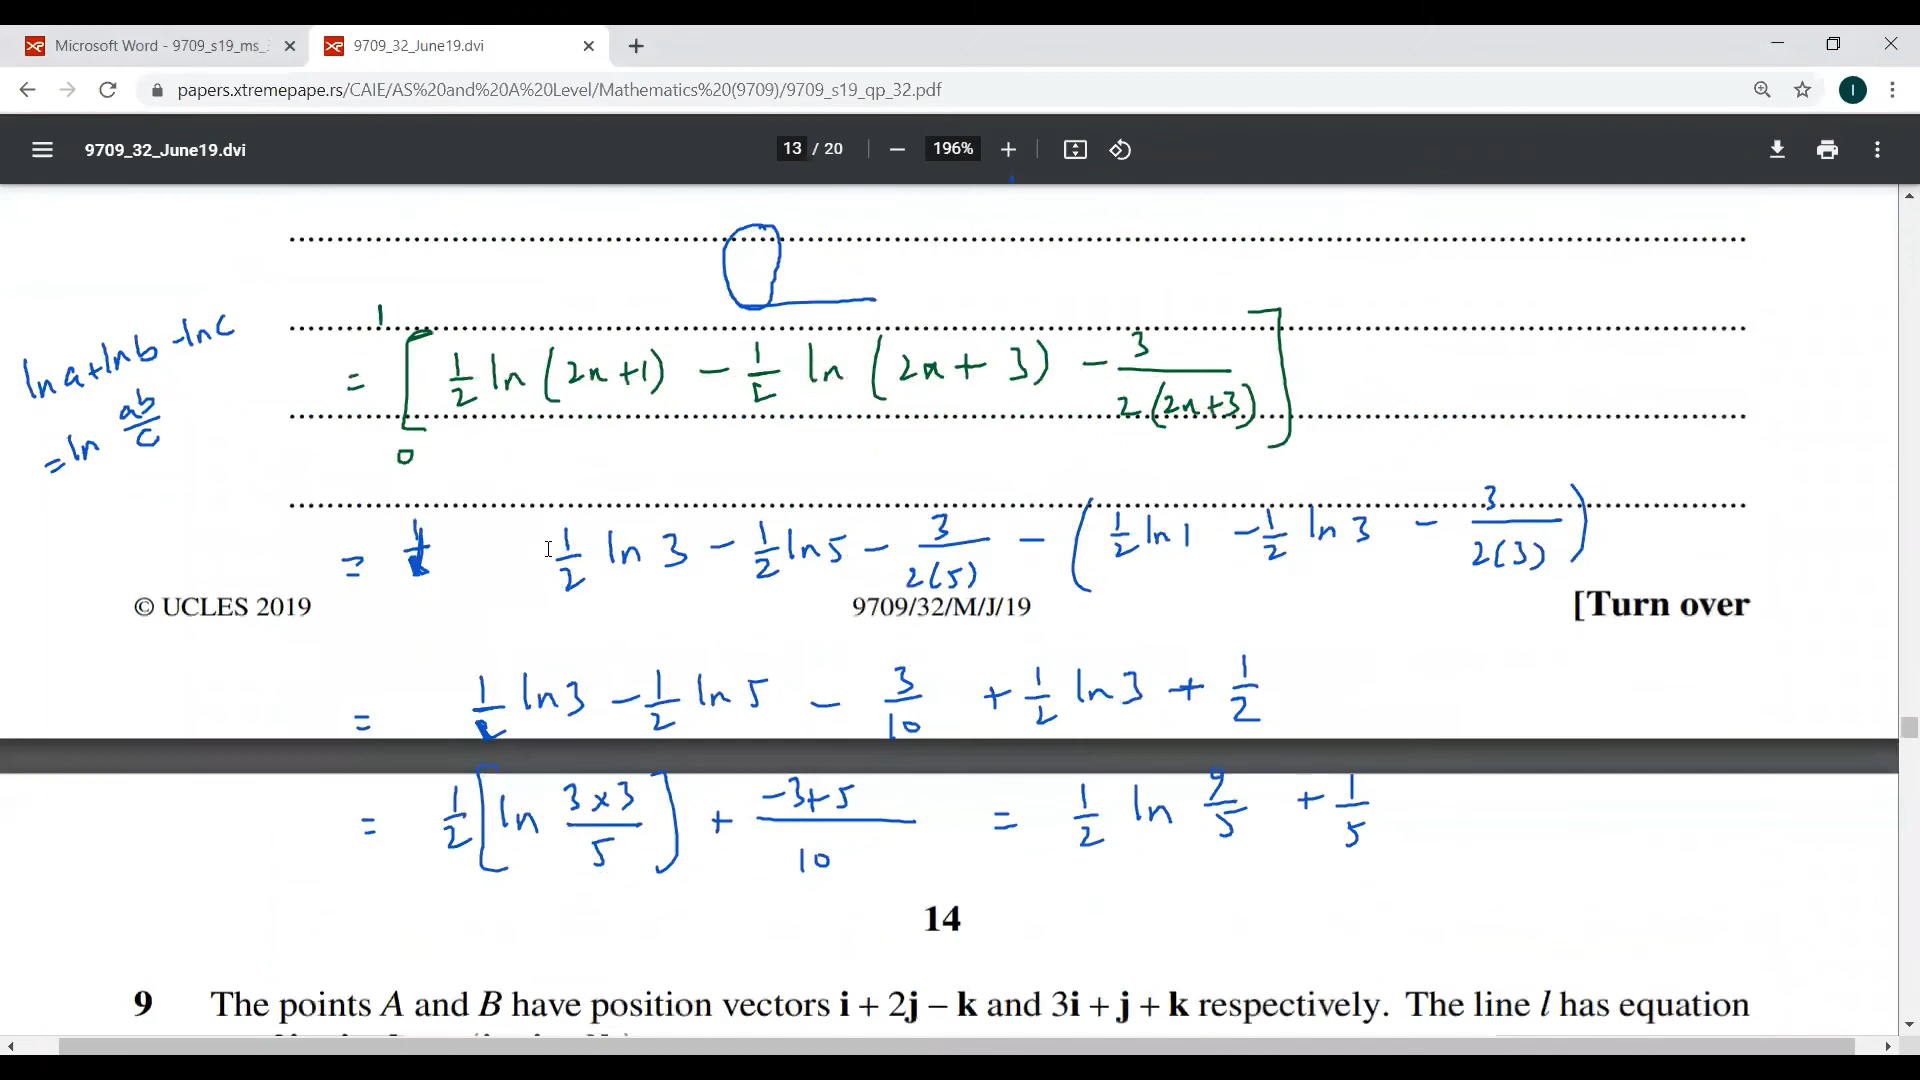 Microsoft Word - 9709_s19_ms_
9709_32_June19.dvi
papers.xtremepape.rs/CAIE/AS%20and%20A%20Level/Mathematics%20(9709)/9709_s19_qp_32.pdf
I
9709_32_June19.dvi
13 / 20
196%
ln a + ln b - ln c
= ln ab/c
= [ 1/2 ln (2x+1) - 1/2 ln (2x+3) - 3/2(2x+3) ] 1 0
= 1/2 ln 3 - 1/2 ln 5 - 3/2(5) - ( 1/2 ln 1 - 1/2 ln 3 - 3/2(3) )
© UCLES 2019
9709/32/M/J/19
[Turn over
= 1/2 ln 3 - 1/2 ln 5 - 3/10 + 1/2 ln 3 + 1/2
= 1/2 [ ln 3×3/5 ] + -3+5/10 = 1/2 ln 9/5 + 1/5
14
9 The points A and B have position vectors i + 2j − k and 3i + j + k respectively. The line l has equation